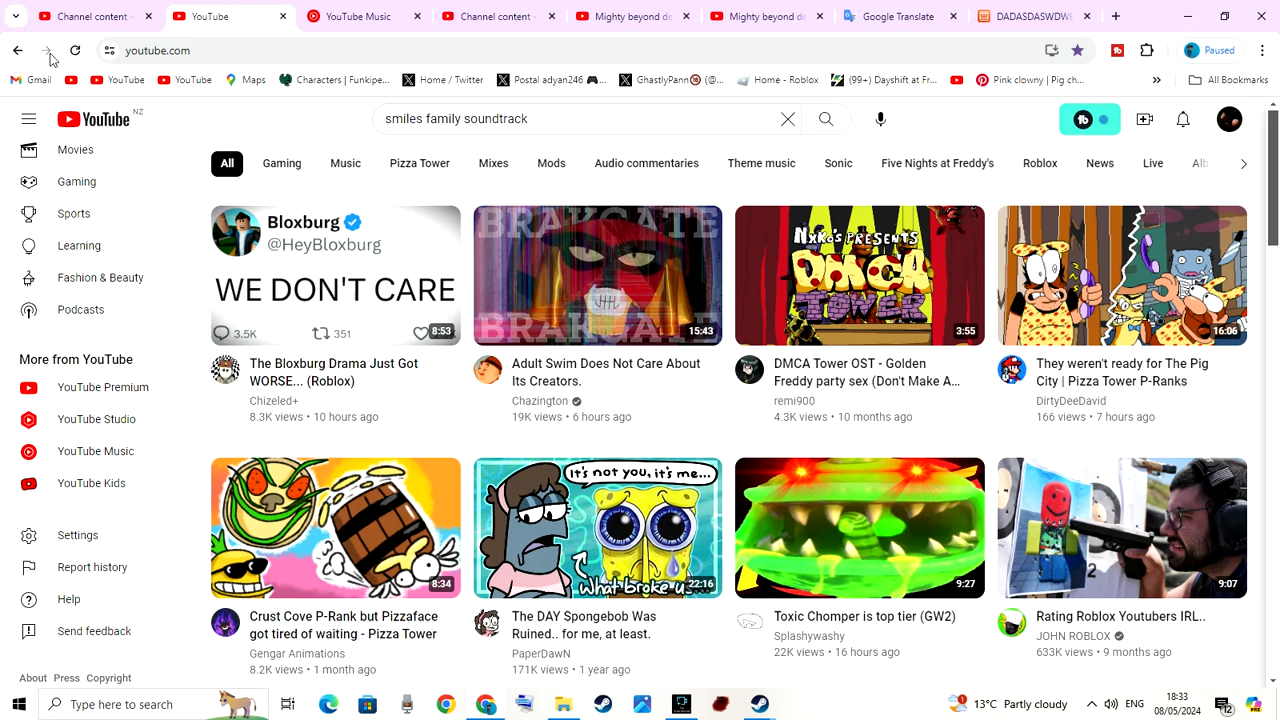 Channel content -
YouTube
YouTube Music
Channel content -
Mighty beyond de
Mighty beyond de
Google Translate
DADASDASWDWE
youtube.com
Paused
Gmail
YouTube
YouTube
Maps
Characters | Funkipe...
Home / Twitter
Postal adyan246
GhastlyPann (@...
Home - Roblox
(99+) Dayshift at Fr...
Pink clowny | Pig ch...
All Bookmarks
YouTube NZ
smiles family soundtrack
Movies
Gaming
Sports
Learning
Fashion & Beauty
Podcasts
More from YouTube
YouTube Premium
YouTube Studio
YouTube Music
YouTube Kids
Settings
Report history
Help
Send feedback
About Press Copyright
All
Gaming
Music
Pizza Tower
Mixes
Mods
Audio commentaries
Theme music
Sonic
Five Nights at Freddy's
Roblox
News
Live
Alb
Bloxburg
@HeyBloxburg
WE DON'T CARE
3.5K 351
8:53
The Bloxburg Drama Just Got
WORSE... (Roblox)
Chizeled+
8.3K views • 10 hours ago
BRAKGATE
BRAKGATE
15:43
Adult Swim Does Not Care About
Its Creators.
Chazington
19K views • 6 hours ago
NXKO'S PRESENTS
DMCA
TOWER
3:55
DMCA Tower OST - Golden
Freddy party sex (Don't Make A...
remi900
4.3K views • 10 months ago
16:06
They weren't ready for The Pig
City | Pizza Tower P-Ranks
DirtyDeeDavid
166 views • 7 hours ago
8:34
Crust Cove P-Rank but Pizzaface
got tired of waiting - Pizza Tower
Gengar Animations
8.2K views • 1 month ago
It's not you, it's me...
What broke us
22:16
The DAY Spongebob Was
Ruined.. for me, at least.
PaperDawN
171K views • 1 year ago
9:27
Toxic Chomper is top tier (GW2)
Splashywashy
22K views • 16 hours ago
9:07
Rating Roblox Youtubers IRL..
JOHN ROBLOX
633K views • 9 months ago
Type here to search
13°C Partly cloudy
ENG
18:33
08/05/2024